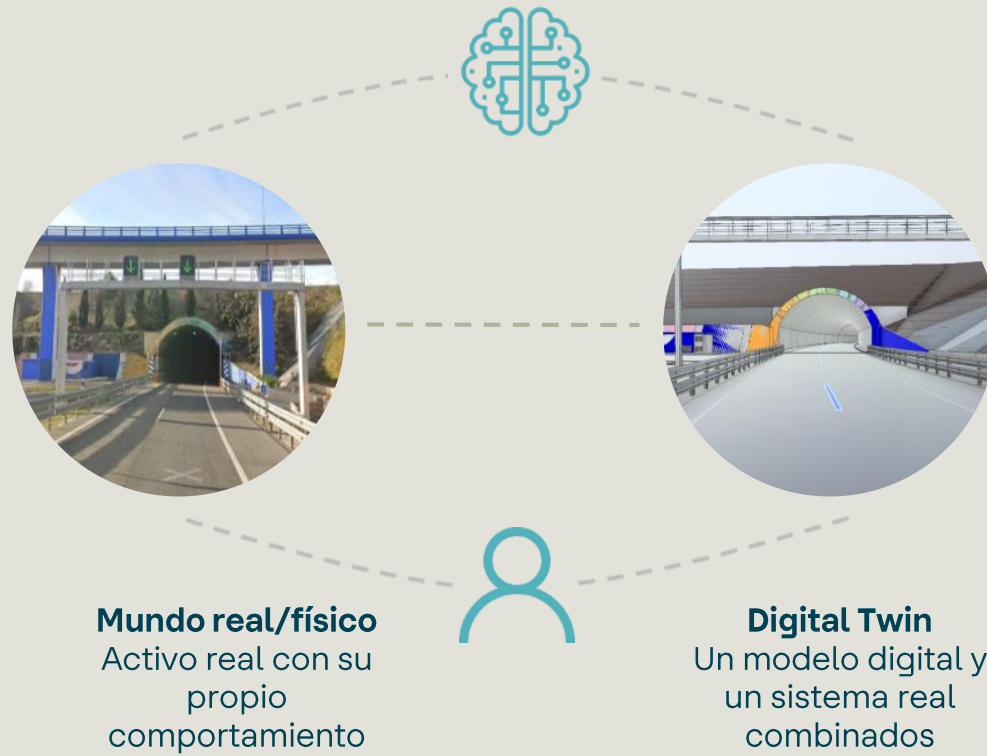 Mundo real/físico
Activo real con su
propio
comportamiento
Digital Twin
Un modelo digital y
un sistema real
combinados